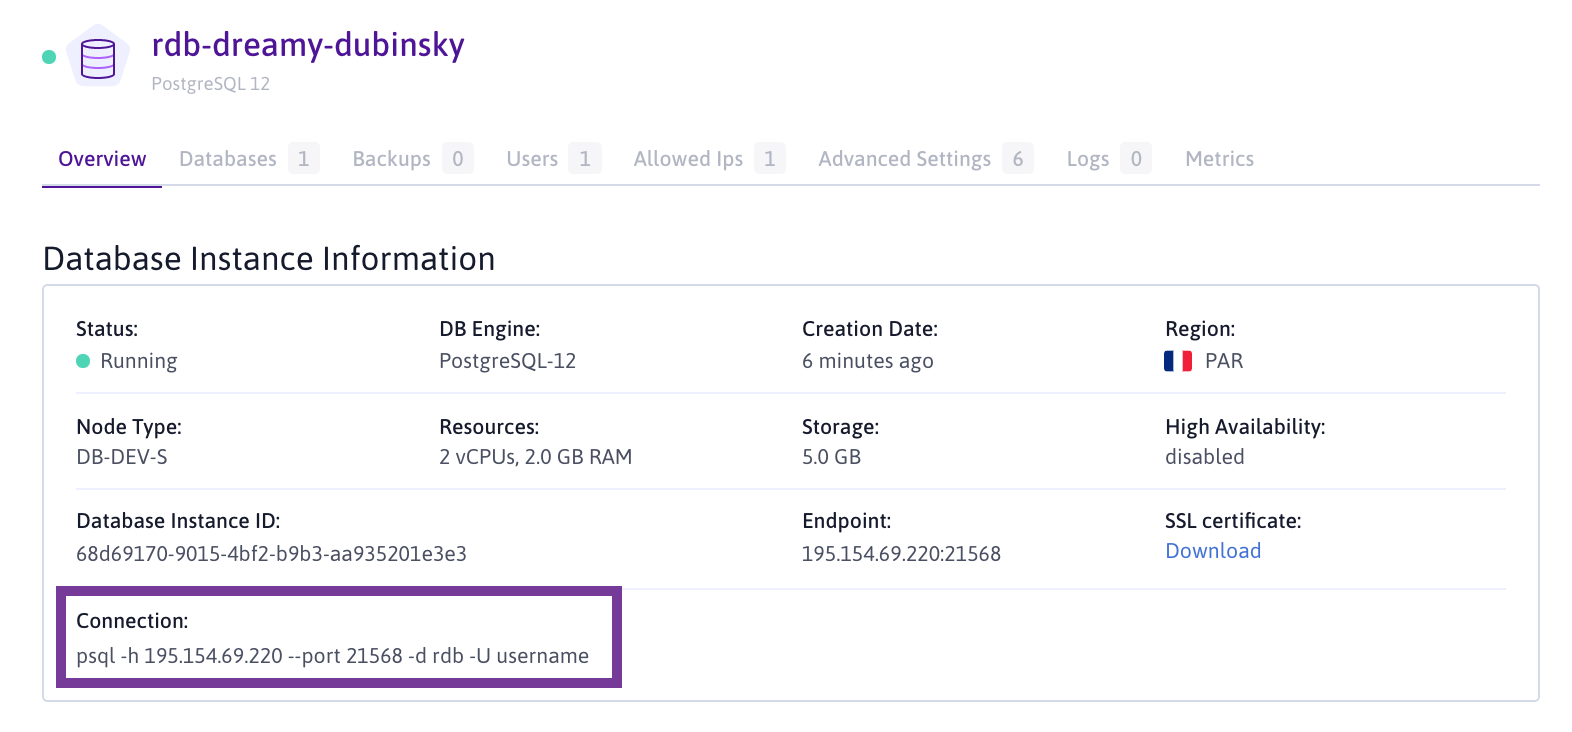 rdb-dreamy-dubinsky
PostgreSQL 12
Overview Databases 1 Backups 0 Users 1 Allowed Ips 1 Advanced Settings 6 Logs 0 Metrics
Database Instance Information
Status: DB Engine: Creation Date: Region:
Running PostgreSQL-12 6 minutes ago PAR
Node Type: Resources: Storage: High Availability:
DB-DEV-S 2 vCPUs, 2.0 GB RAM 5.0 GB disabled
Database Instance ID: Endpoint: SSL certificate:
68d69170-9015-4bf2-b9b3-aa935201e3e3 195.154.69.220:21568 Download
Connection:
psql -h 195.154.69.220 --port 21568 -d rdb -U username